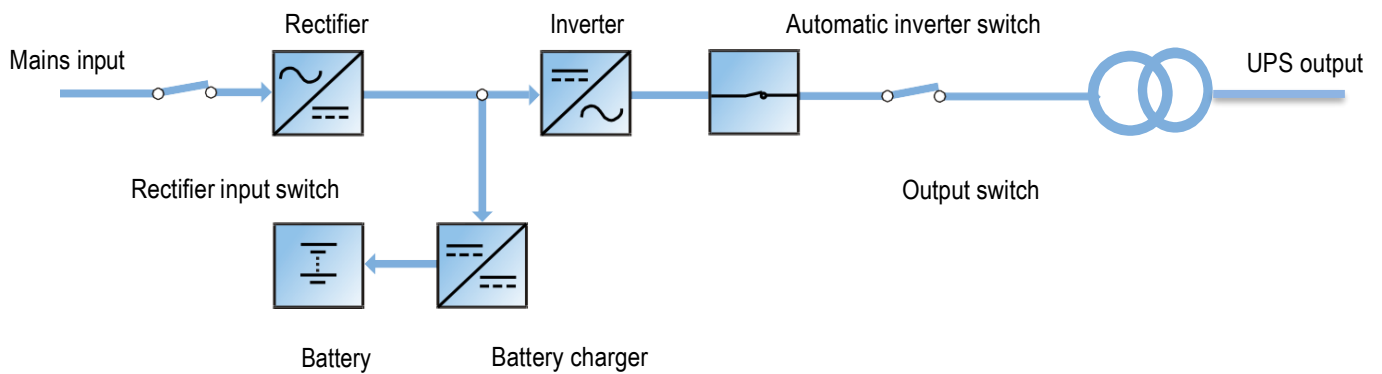 Rectifier
Inverter
Automatic inverter switch
Mains input
UPS output
Rectifier input switch
Output switch
Battery
Battery charger